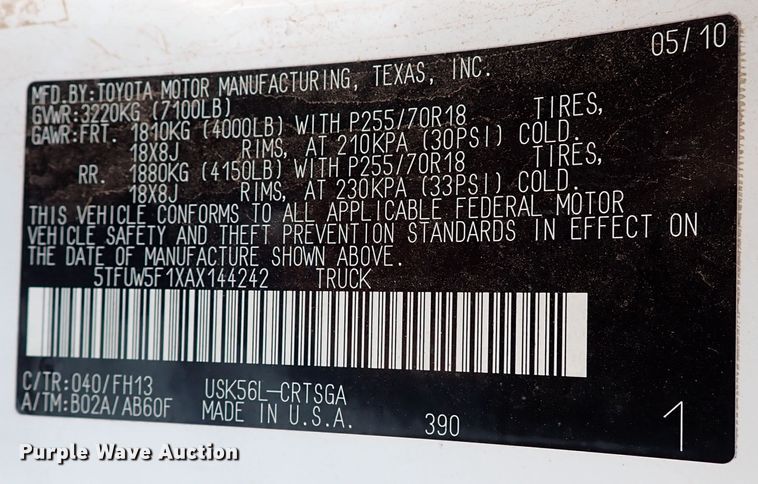 05/10
MFD. BY: TOYOTA MOTOR MANUFACTURING, TEXAS, INC.
GVWR: 3220KG (7100LB)
GAWR: FRT. 1810KG (4000LB) WITH P255/70R18 TIRES,
18X8J RIMS, AT 210KPA (30PSI) COLD.
RR. 1880KG (4150LB) WITH P255/70R18 TIRES,
18X8J RIMS, AT 230KPA (33PSI) COLD.
THIS VEHICLE CONFORMS TO ALL APPLICABLE FEDERAL MOTOR
VEHICLE SAFETY AND THEFT PREVENTION STANDARDS IN EFFECT ON
THE DATE OF MANUFACTURE SHOWN ABOVE.
5TFUW5F1XAX144242 TRUCK
C/TR: 040/FH13 USK56L-CRTSGA
A/TM: B02A/AB60F MADE IN U.S.A. 390 1
Purple Wave Auction